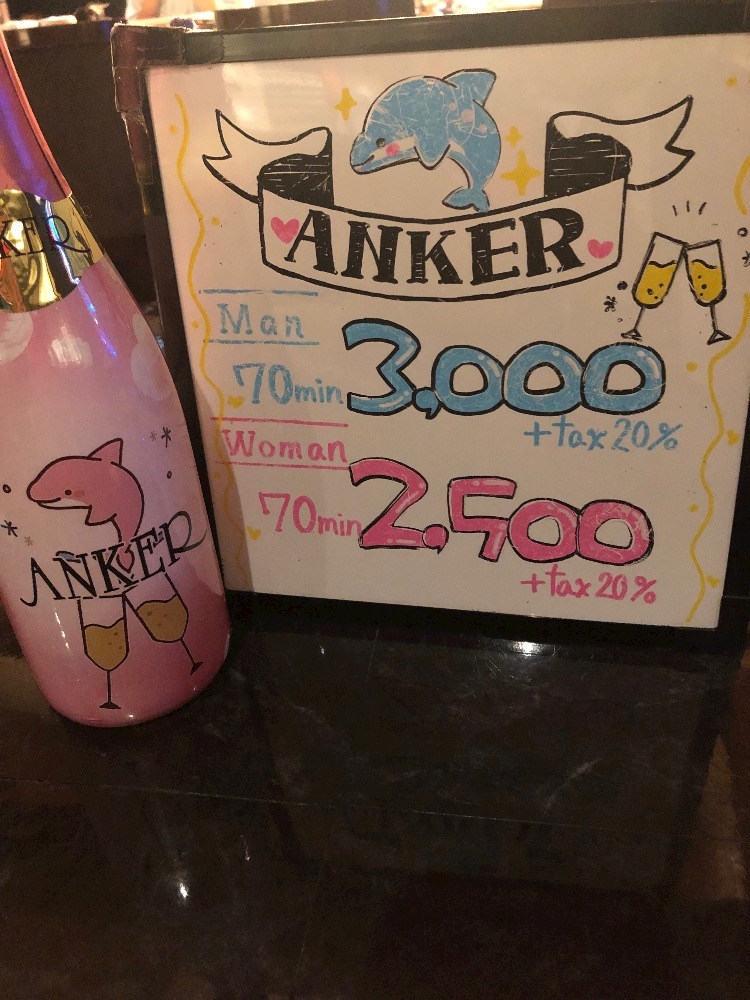 ANKER
Man
70min 3,000
+tax 20%
Woman
70min 2,500
+tax 20%
ANKER